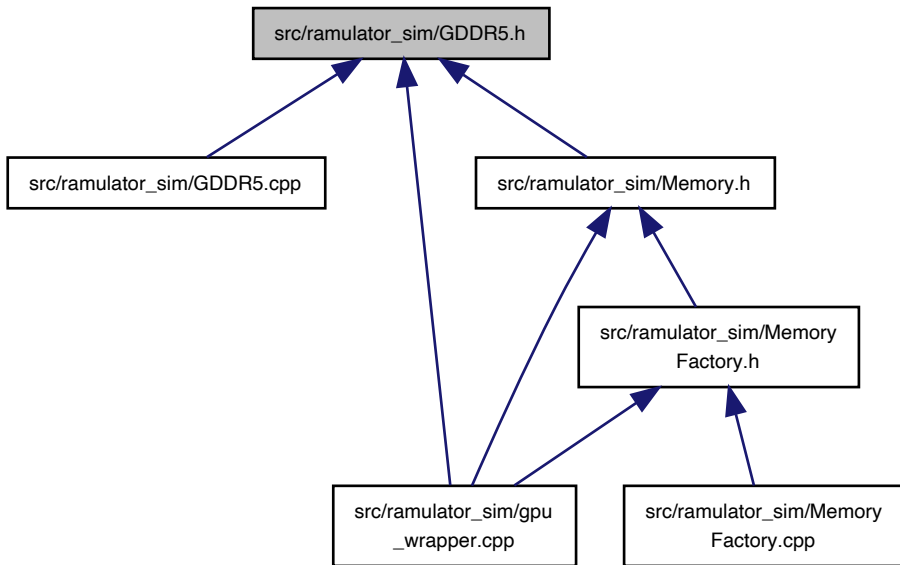 src/ramulator_sim/GDDR5.h
src/ramulator_sim/GDDR5.cpp
src/ramulator_sim/Memory.h
src/ramulator_sim/Memory
Factory.h
src/ramulator_sim/gpu
_wrapper.cpp
src/ramulator_sim/Memory
Factory.cpp